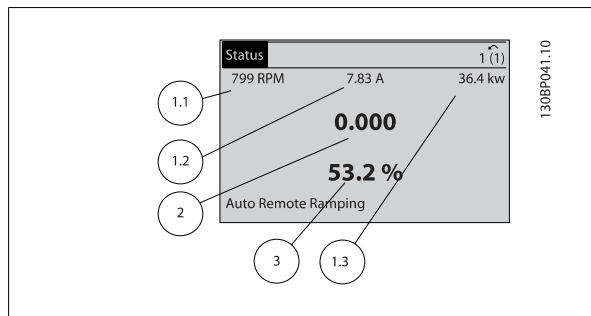 Status 1 (1)
799 RPM 7.83 A 36.4 kw
0.000
53.2 %
Auto Remote Ramping
1.1
1.2
2
3
1.3
130BP041.10